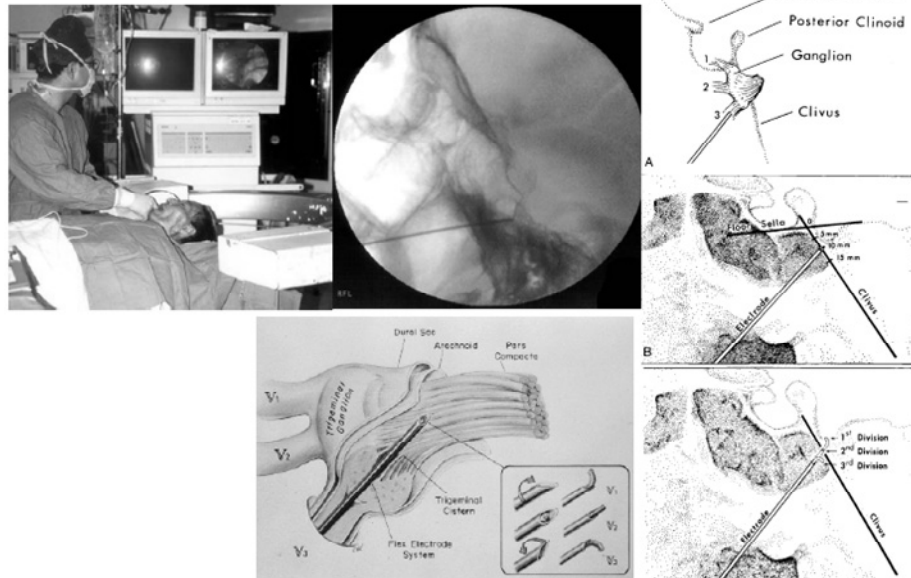 RFL
Posterior Clinoid
Ganglion
Clivus
1
2
3
A
Floor Sella
0
5mm
10 mm
15 mm
Electrode
Clivus
B
1st Division
2nd Division
3rd Division
Electrode
Clivus
Dural Sac
Arachnoid
Pars
Compacta
V1
Trigeminal
Ganglion
V2
Trigeminal
Cistern
Flex Electrode
System
V3
V1
V2
V3